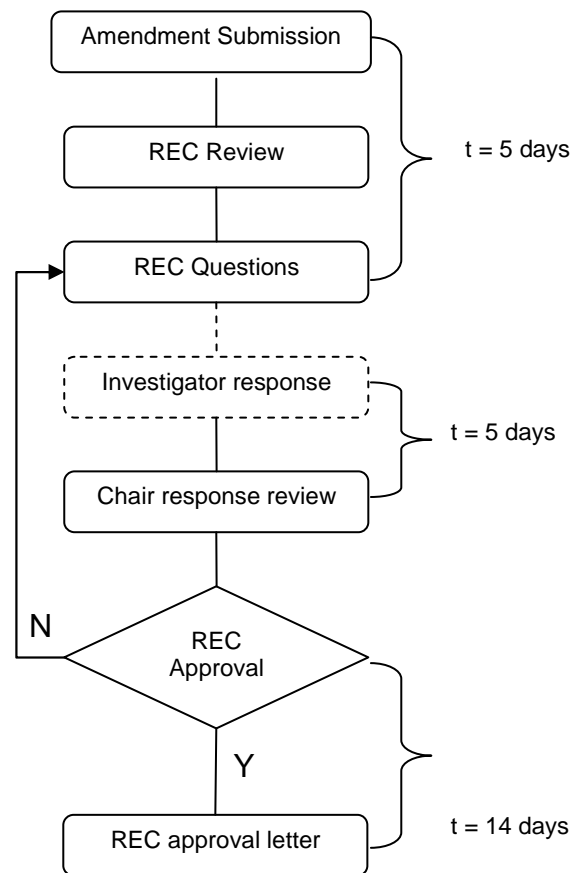 Amendment Submission
REC Review
t = 5 days
REC Questions
Investigator response
t = 5 days
Chair response review
N
REC
Approval
Y
t = 14 days
REC approval letter